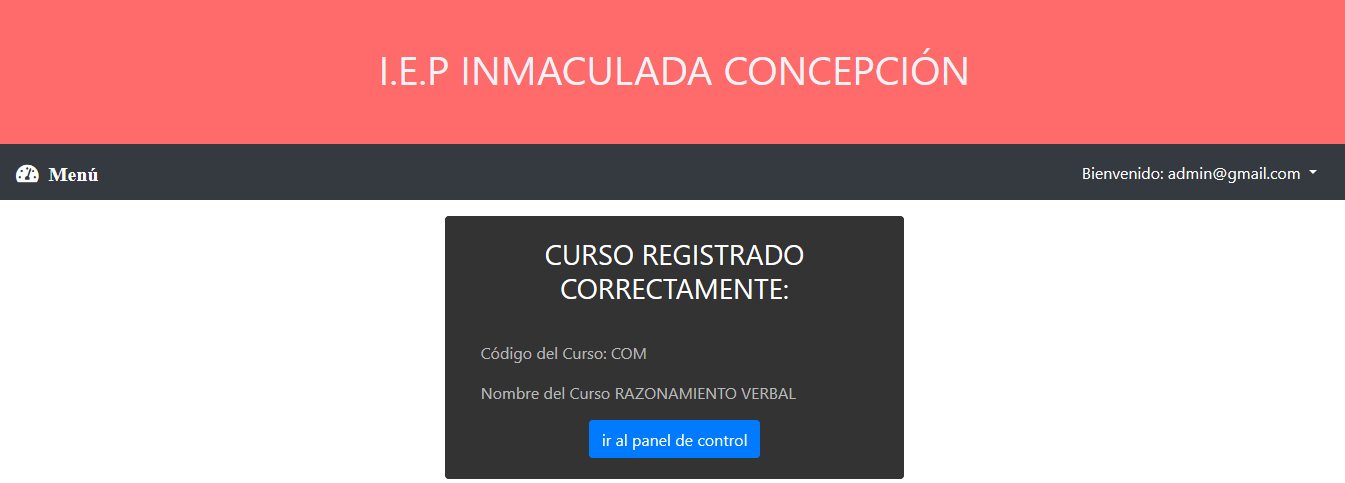 I.E.P INMACULADA CONCEPCIÓN
Menú
Bienvenido: admin@gmail.com
CURSO REGISTRADO
CORRECTAMENTE:
Código del Curso: COM
Nombre del Curso RAZONAMIENTO VERBAL
ir al panel de control